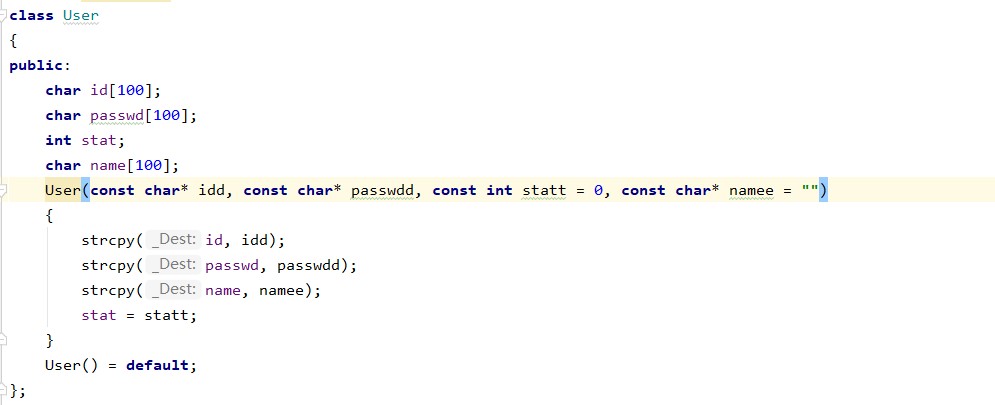 class User
{
public:
    char id[100];
    char passwd[100];
    int stat;
    char name[100];
    User(const char* idd, const char* passwdd, const int statt = 0, const char* namee = "")
    {
        strcpy( _Dest: id, idd);
        strcpy( _Dest: passwd, passwdd);
        strcpy( _Dest: name, namee);
        stat = statt;
    }
    User() = default;
};